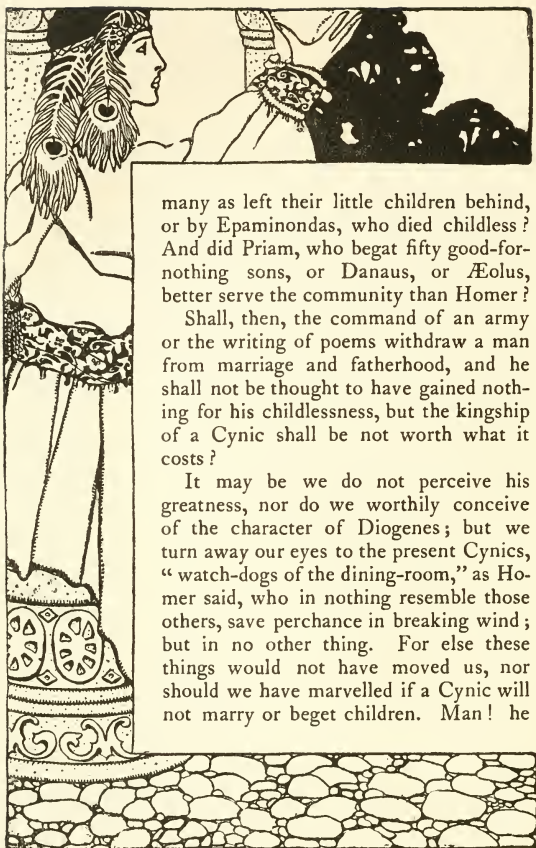 many as left their little children behind,
or by Epaminondas, who died childless?
And did Priam, who begat fifty good-for-
nothing sons, or Danaus, or Æolus,
better serve the community than Homer?
Shall, then, the command of an army
or the writing of poems withdraw a man
from marriage and fatherhood, and he
shall not be thought to have gained noth-
ing for his childlessness, but the kingship
of a Cynic shall be not worth what it
costs?
It may be we do not perceive his
greatness, nor do we worthily conceive
of the character of Diogenes; but we
turn away our eyes to the present Cynics,
“watch-dogs of the dining-room,” as Ho-
mer said, who in nothing resemble those
others, save perchance in breaking wind;
but in no other thing. For else these
things would not have moved us, nor
should we have marvelled if a Cynic will
not marry or beget children. Man! he